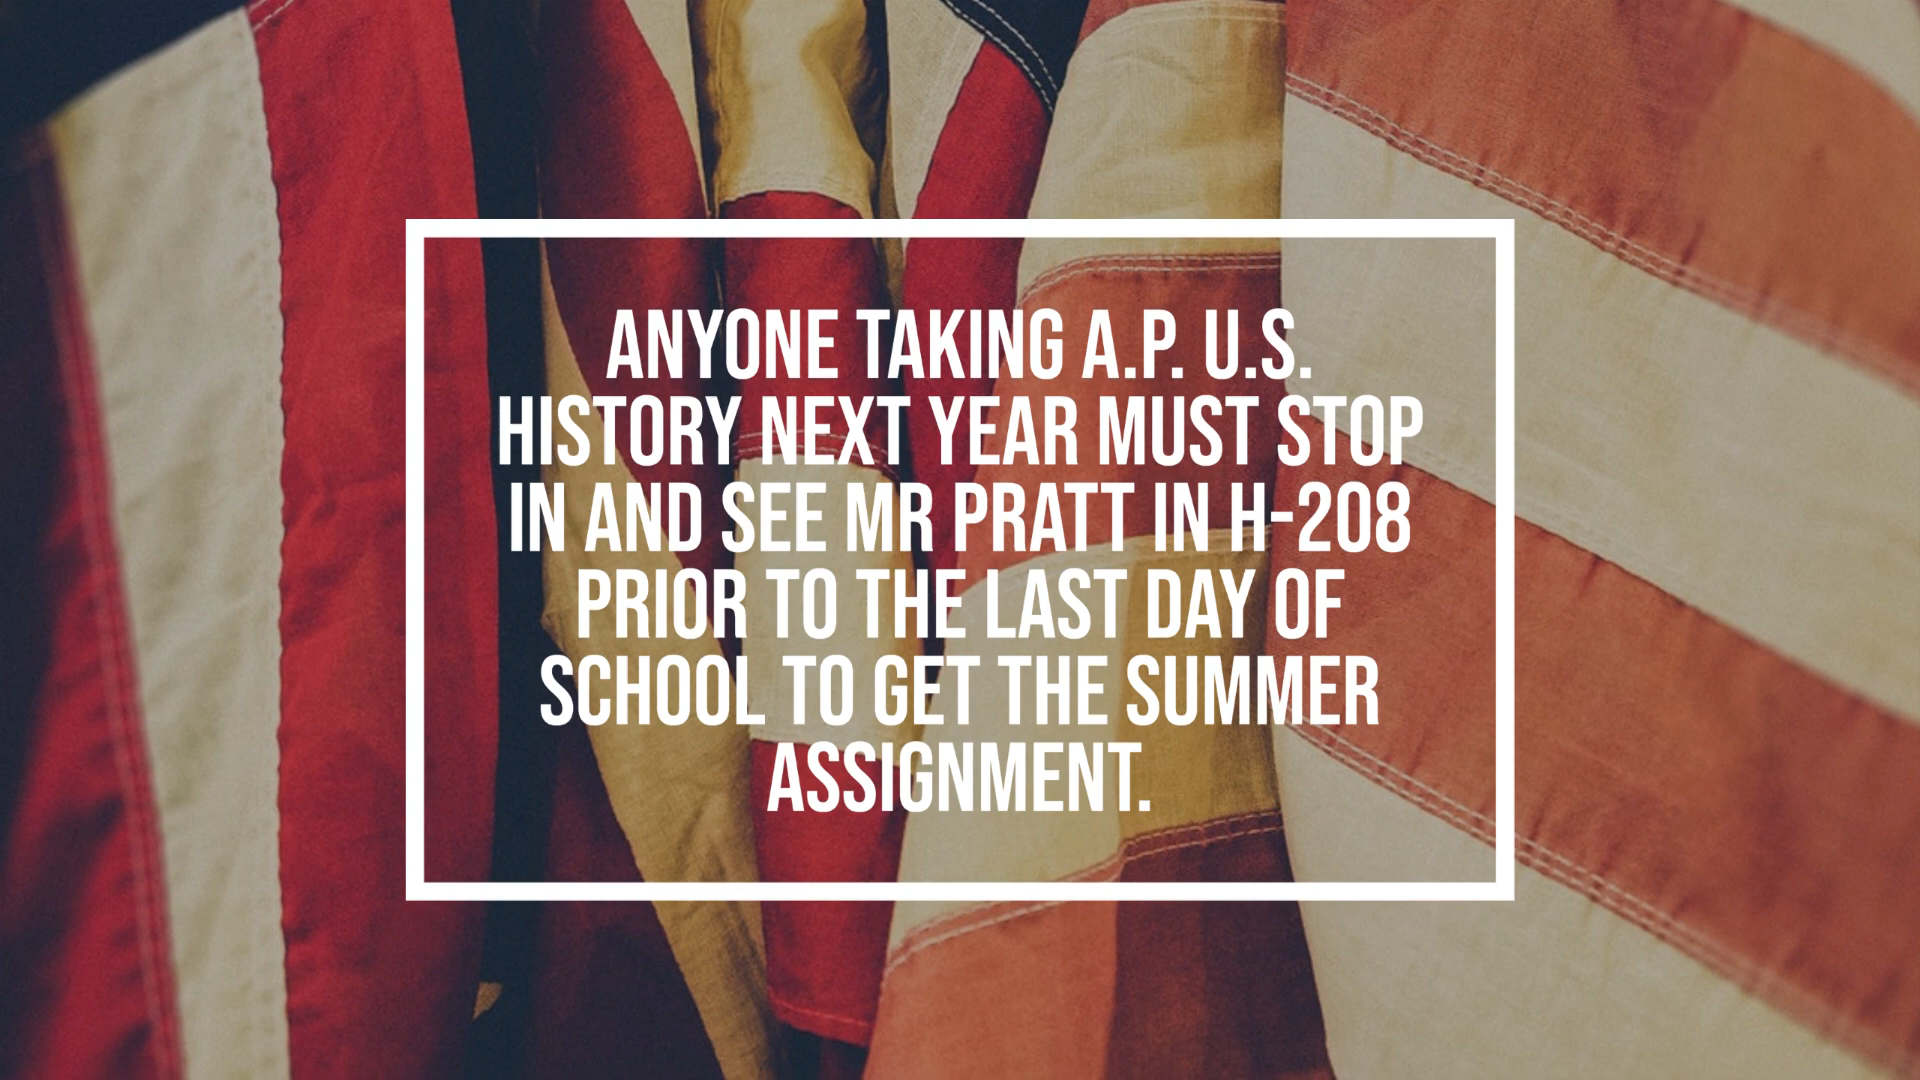 ANYONE TAKING A.P. U.S.
HISTORY NEXT YEAR MUST STOP
IN AND SEE MR PRATT IN H-208
PRIOR TO THE LAST DAY OF
SCHOOL TO GET THE SUMMER
ASSIGNMENT.